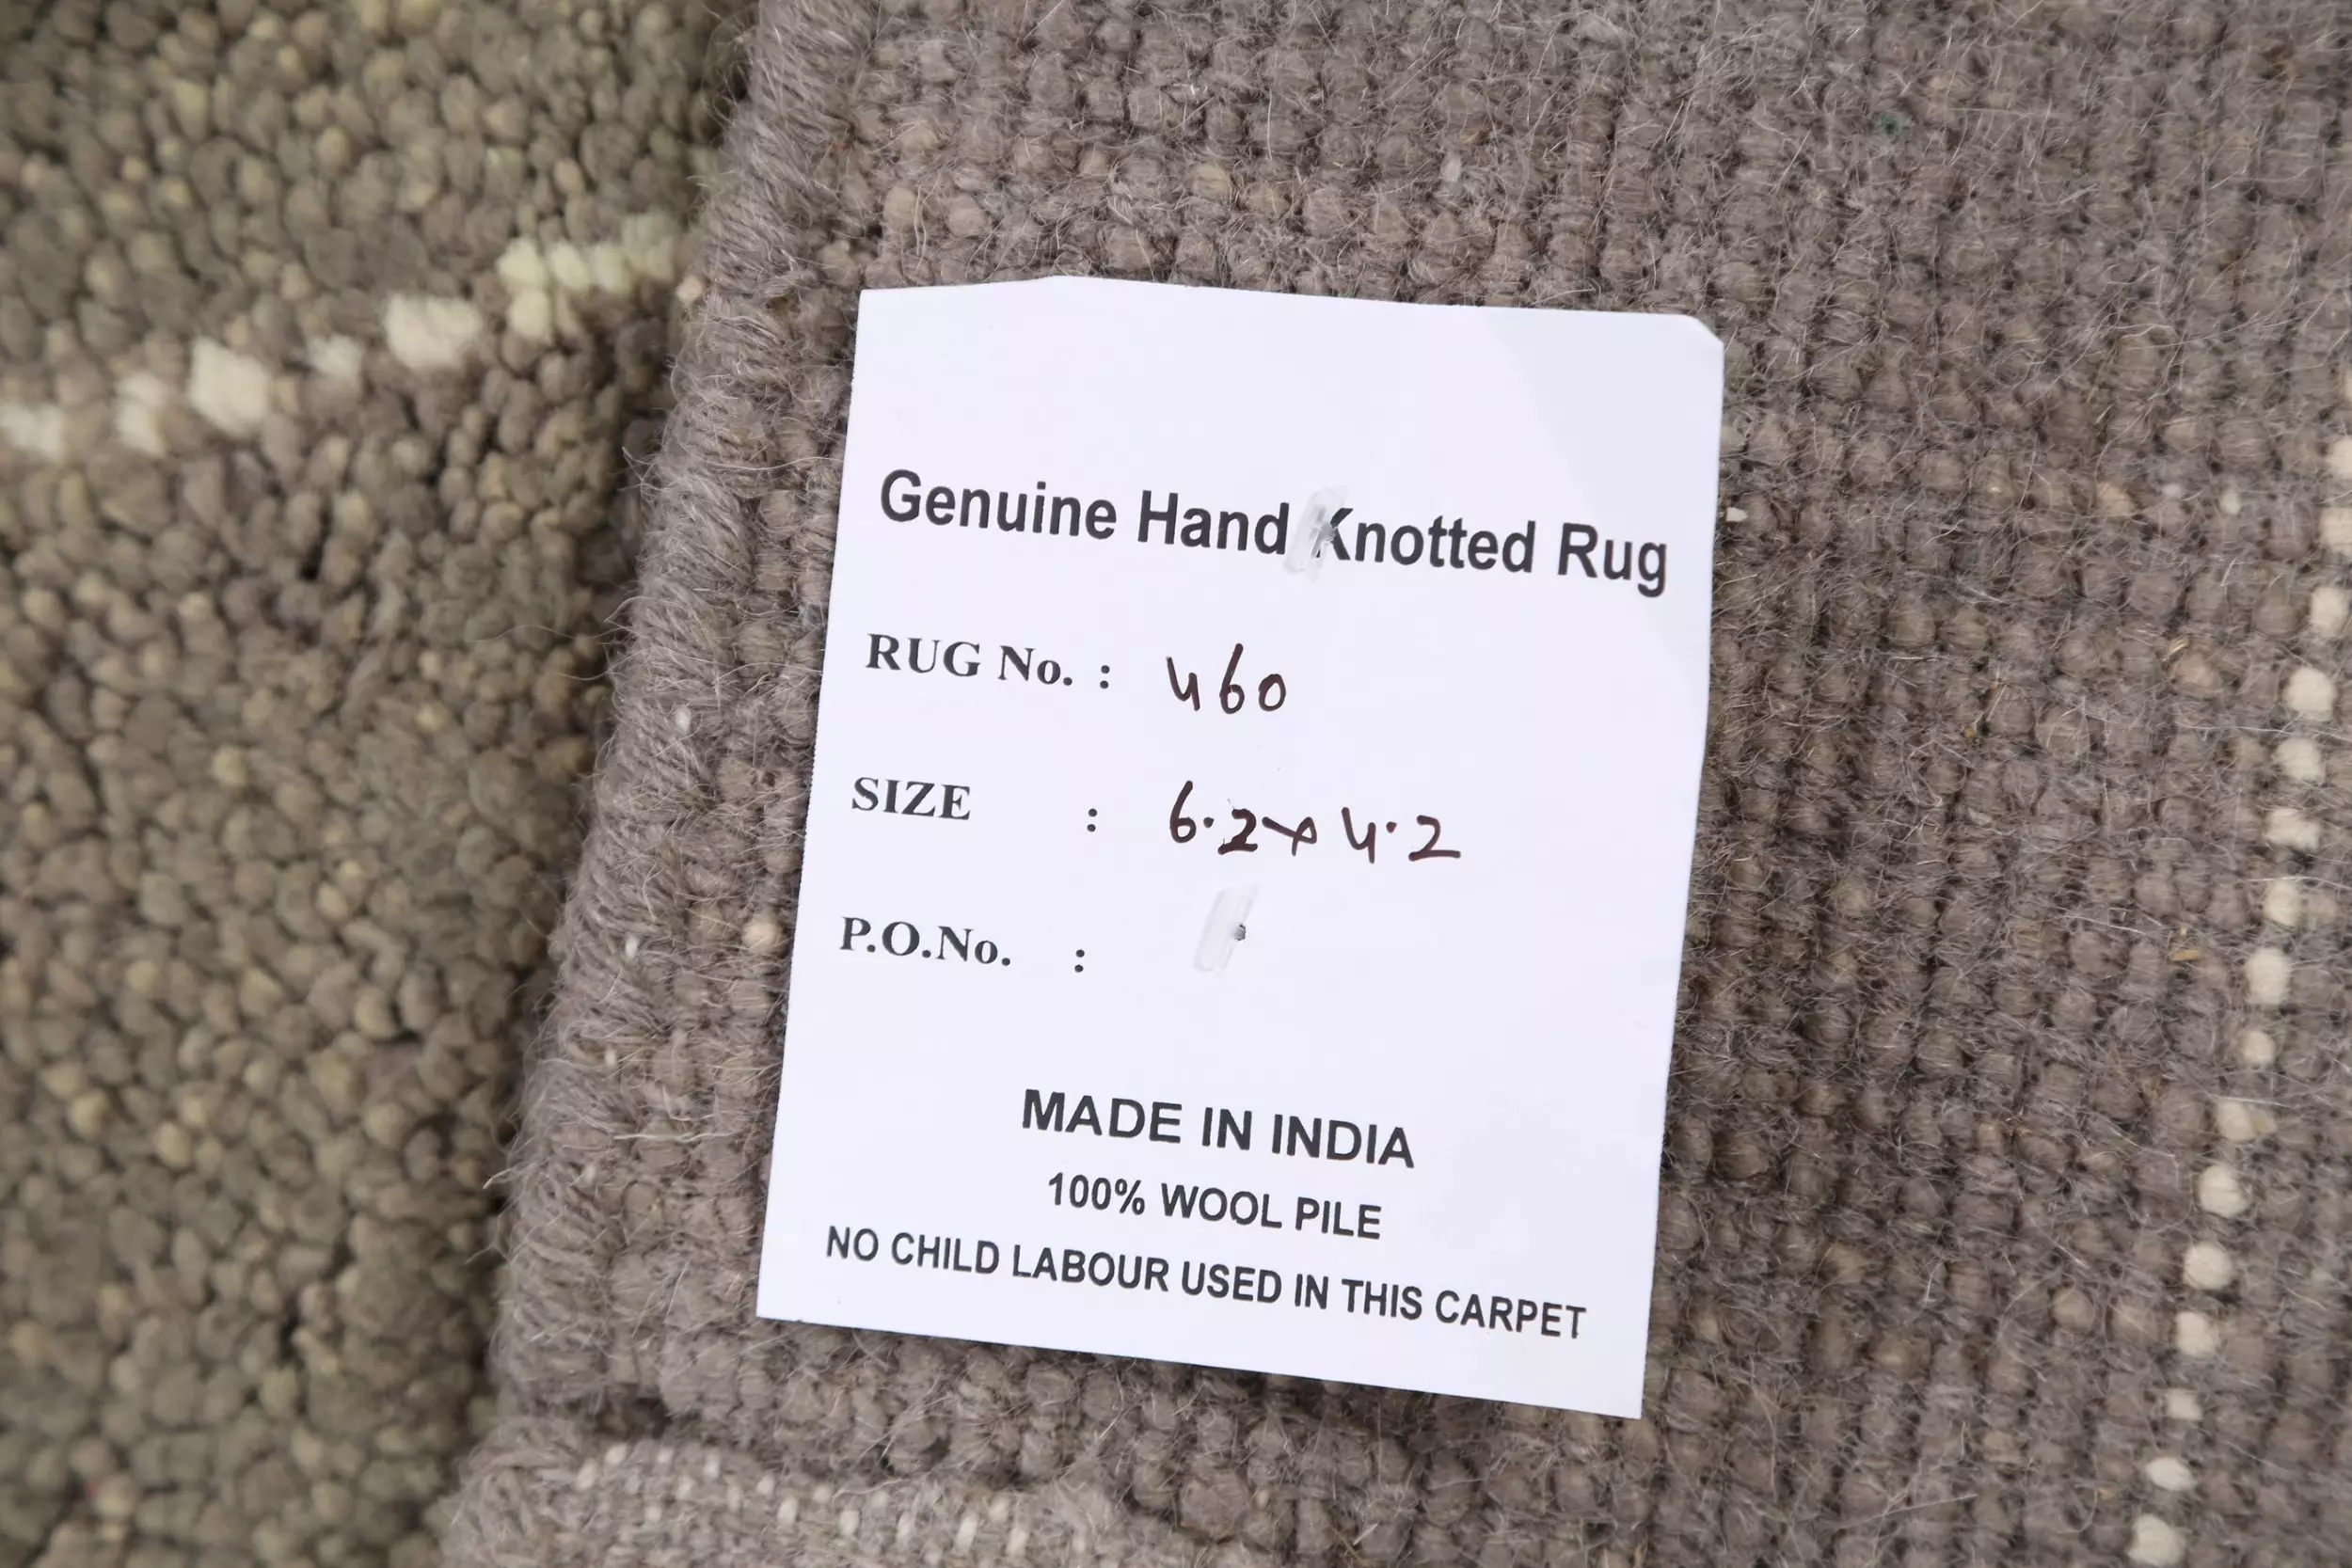 Genuine Hand Knotted Rug
RUG No. : 460
SIZE : 6.2x4.2
P.O.No. :
MADE IN INDIA
100% WOOL PILE
NO CHILD LABOUR USED IN THIS CARPET